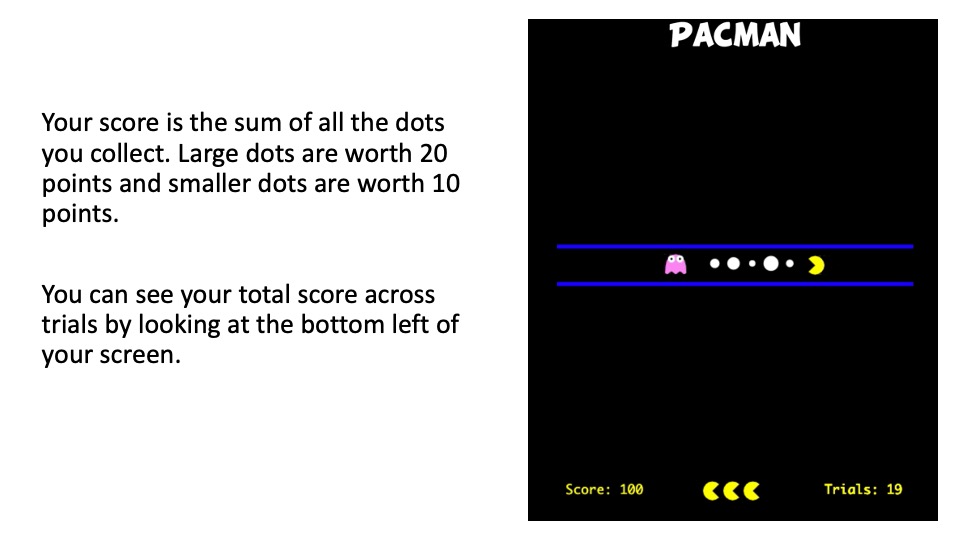 Your score is the sum of all the dots
you collect. Large dots are worth 20
points and smaller dots are worth 10
points.
You can see your total score across
trials by looking at the bottom left of
your screen.
PACMAN
Score: 100
Trials: 19